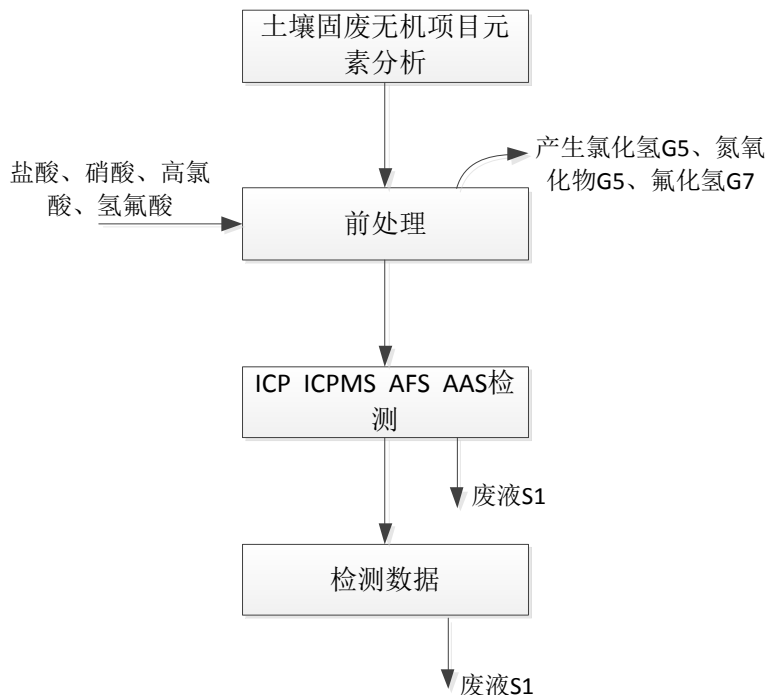 土壤固废无机项目元
素分析
产生氯化氢G5、氮氧
化物G5、氟化氢G7
盐酸、硝酸、高氯
酸、氢氟酸
前处理
ICP ICPMS AFS AAS检
测
废液S1
检测数据
废液S1